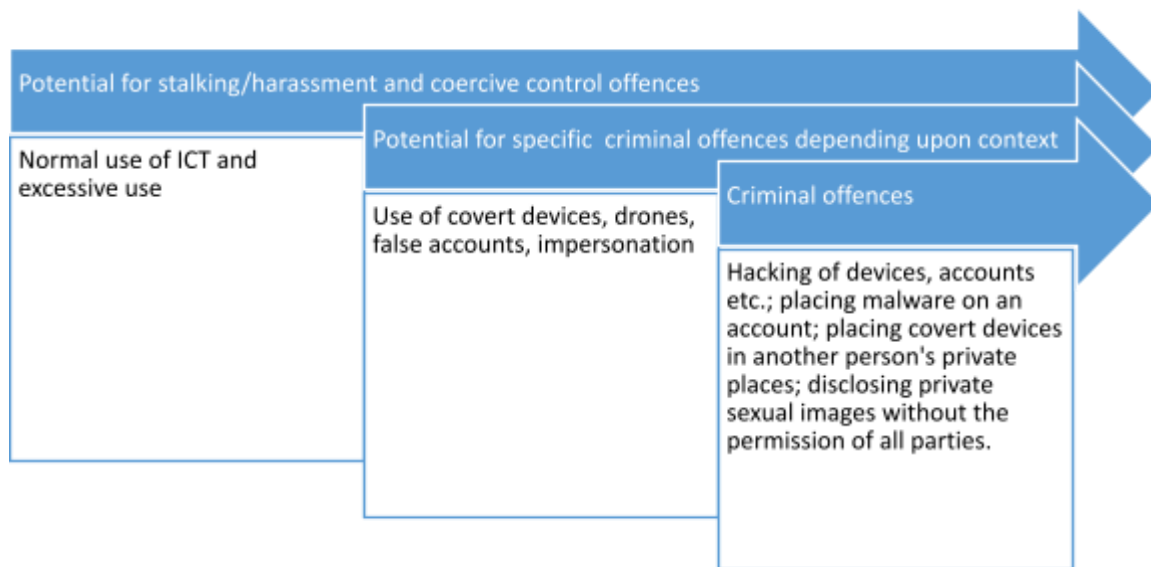 Potential for stalking/harassment and coercive control offences
Normal use of ICT and
excessive use
Potential for specific  criminal offences depending upon context
Use of covert devices, drones,
false accounts, impersonation
Criminal offences
Hacking of devices, accounts
etc.; placing malware on an
account; placing covert devices
in another person's private
places; disclosing private
sexual images without the
permission of all parties.